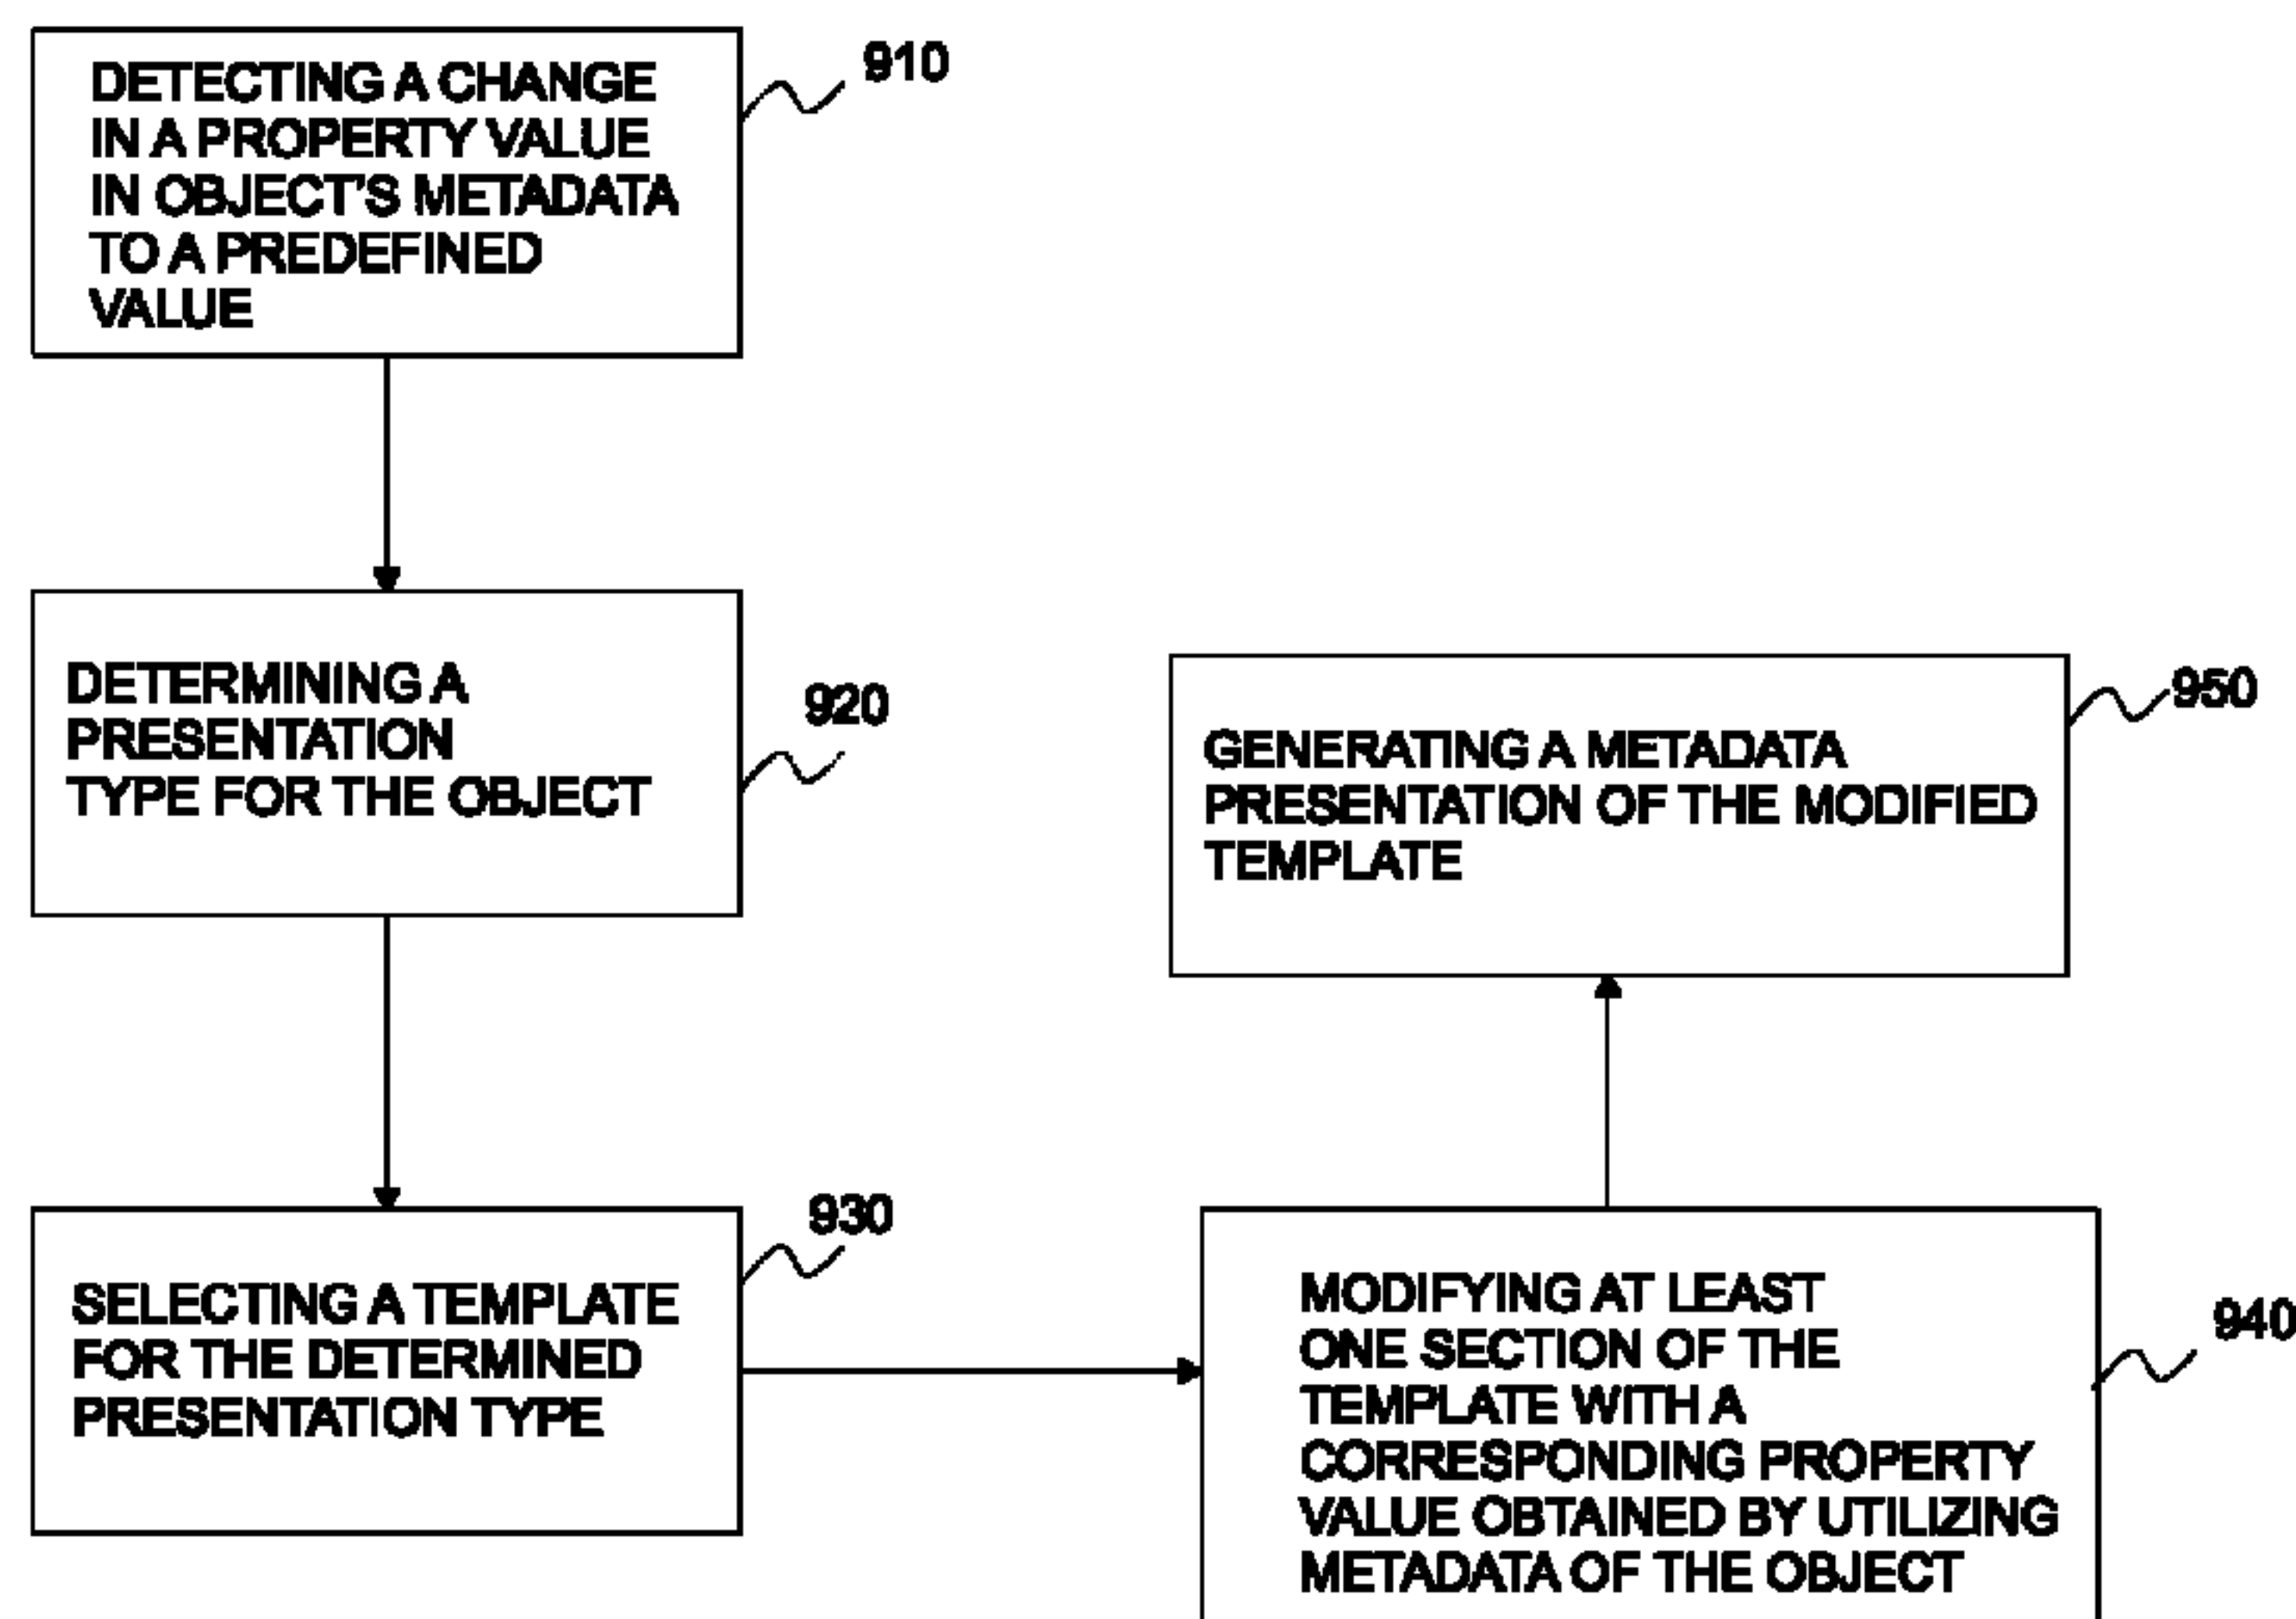 DETECTING A CHANGE
IN A PROPERTY VALUE
IN OBJECT'S METADATA
TO A PREDEFINED
VALUE
910
DETERMINING A
PRESENTATION
TYPE FOR THE OBJECT
920
SELECTING A TEMPLATE
FOR THE DETERMINED
PRESENTATION TYPE
930
MODIFYING AT LEAST
ONE SECTION OF THE
TEMPLATE WITH A
CORRESPONDING PROPERTY
VALUE OBTAINED BY UTILIZING
METADATA OF THE OBJECT
940
GENERATING A METADATA
PRESENTATION OF THE MODIFIED
TEMPLATE
950